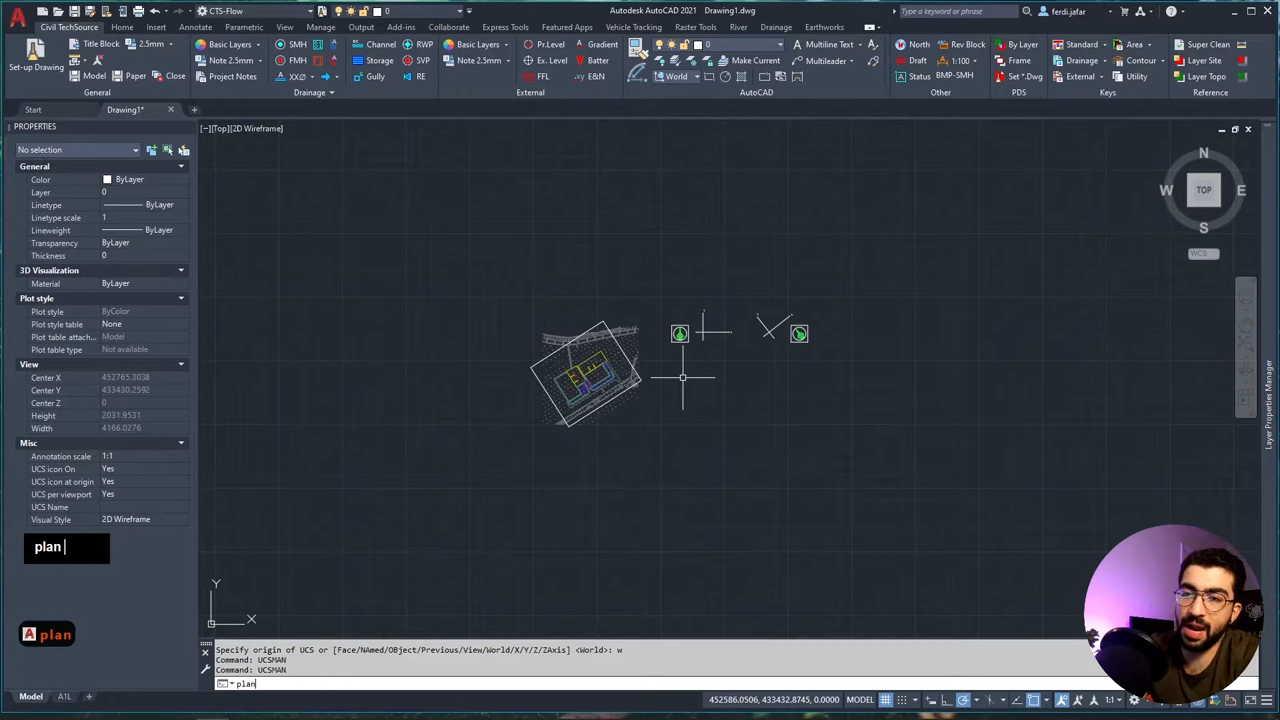 CTS-Flow
0
Autodesk AutoCAD 2021 Drawing1.dwg
Type a keyword or phrase
ferdi.jafar
Civil TechSource
Home
Insert
Annotate
Parametric
View
Manage
Output
Add-ins
Collaborate
Express Tools
Featured Apps
Vehicle Tracking
Raster Tools
River
Drainage
Earthworks
Set-up Drawing
Title Block
2.5mm
Model
Paper
Close
General
Basic Layers
Note 2.5mm
Project Notes
SMH
FMH
XXØ
Channel
Storage
Gully
RWP
SVP
RE
Drainage
Basic Layers
Note 2.5mm
Pr.Level
Ex. Level
FFL
Gradient
Batter
E&N
External
0
Make Current
World
Multiline Text
Multileader
AutoCAD
North
Rev Block
Draft
1:100
Status
BMP-SMH
Other
By Layer
Frame
Set *.Dwg
PDS
Standard
Area
Drainage
Contour
External
Utility
Keys
Super Clean
Layer Site
Layer Topo
Reference
Start
Drawing1*
PROPERTIES
No selection
General
Color ByLayer
Layer 0
Linetype ByLayer
Linetype scale 1
Lineweight ByLayer
Transparency ByLayer
Thickness 0
3D Visualization
Material ByLayer
Plot style
Plot style ByColor
Plot style table None
Plot table attach... Model
Plot table type Not available
View
Center X 452765.3038
Center Y 433430.2592
Center Z 0
Height 2031.9531
Width 4166.0276
Misc
Annotation scale 1:1
UCS icon On Yes
UCS icon at origin Yes
UCS per viewport Yes
UCS Name
Visual Style 2D Wireframe
plan
A plan
[−][Top][2D Wireframe]
N
W
TOP
E
S
WCS
Y
X
Specify origin of UCS or [Face/NAmed/OBject/Previous/View/World/X/Y/Z/ZAxis] <World>: w
Command: UCSMAN
Command: UCSMAN
plan
Model
A1L
452586.0506, 433432.8745, 0.0000
MODEL
1:1